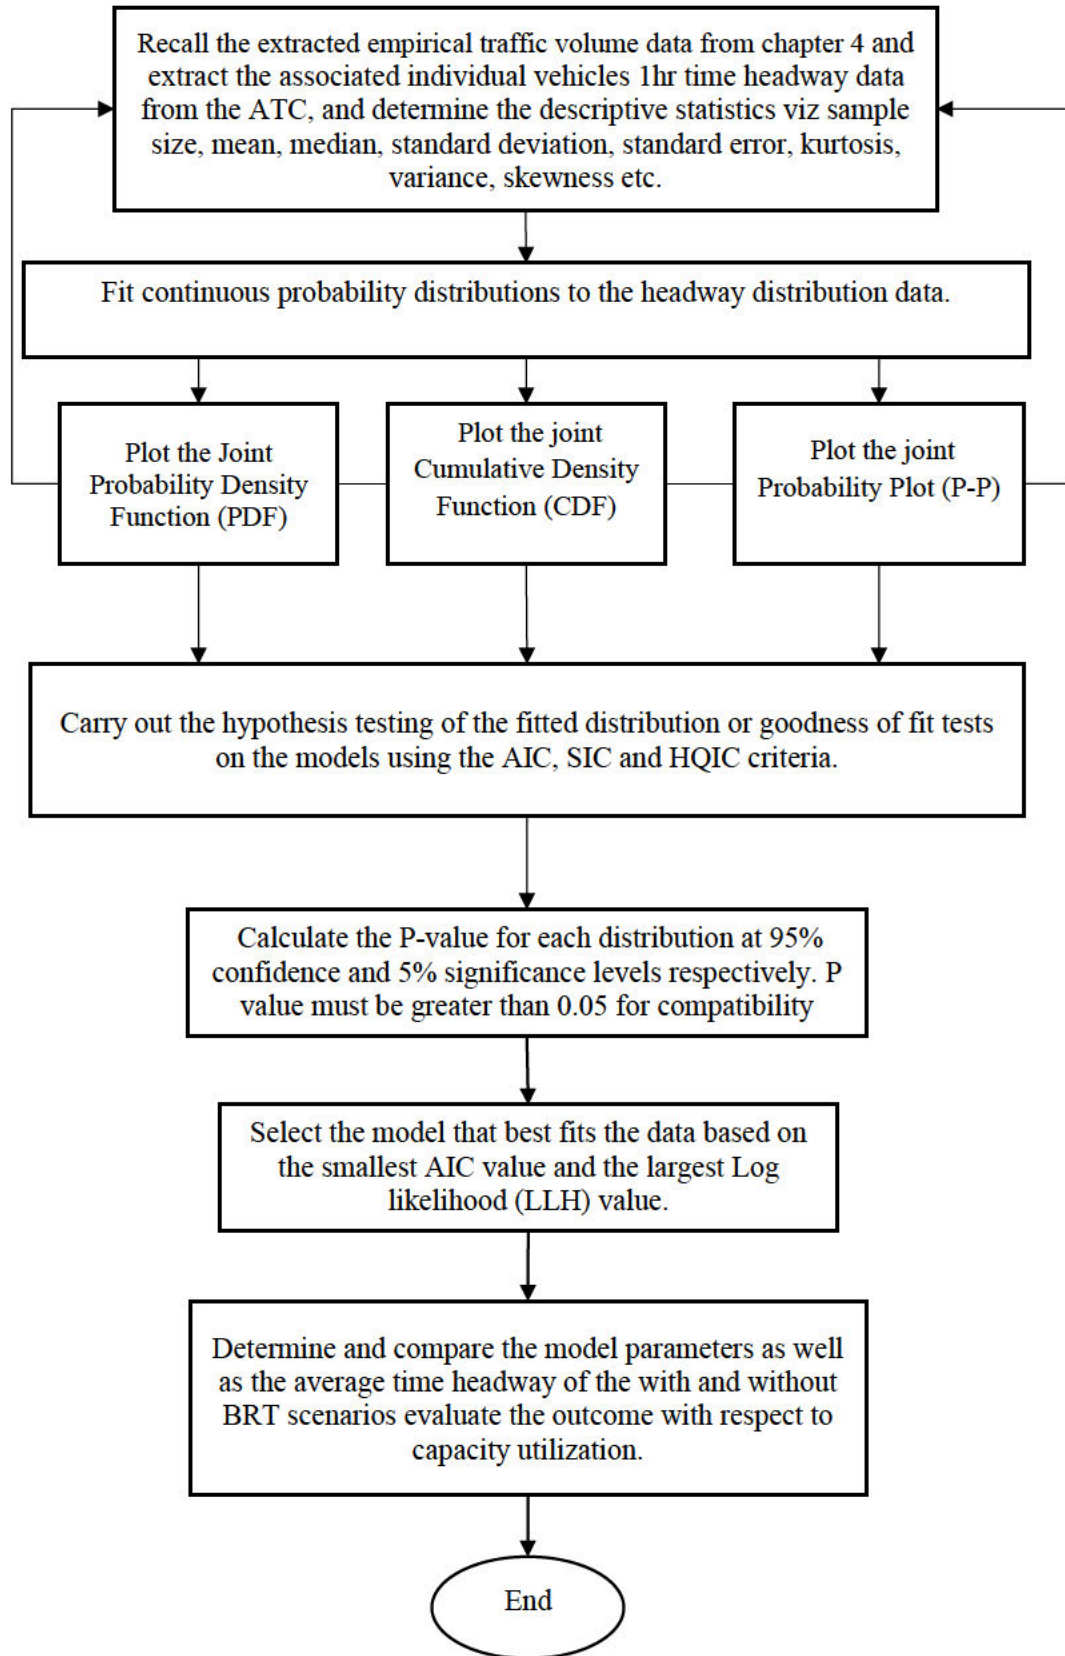 Recall the extracted empirical traffic volume data from chapter 4 and
extract the associated individual vehicles 1hr time headway data
from the ATC, and determine the descriptive statistics viz sample
size, mean, median, standard deviation, standard error, kurtosis,
variance, skewness etc.
Fit continuous probability distributions to the headway distribution data.
Plot the Joint
Probability Density
Function (PDF)
Plot the joint
Cumulative Density
Function (CDF)
Plot the joint
Probability Plot (P-P)
Carry out the hypothesis testing of the fitted distribution or goodness of fit tests
on the models using the AIC, SIC and HQIC criteria.
Calculate the P-value for each distribution at 95%
confidence and 5% significance levels respectively. P
value must be greater than 0.05 for compatibility
Select the model that best fits the data based on
the smallest AIC value and the largest Log
likelihood (LLH) value.
Determine and compare the model parameters as well
as the average time headway of the with and without
BRT scenarios evaluate the outcome with respect to
capacity utilization.
End